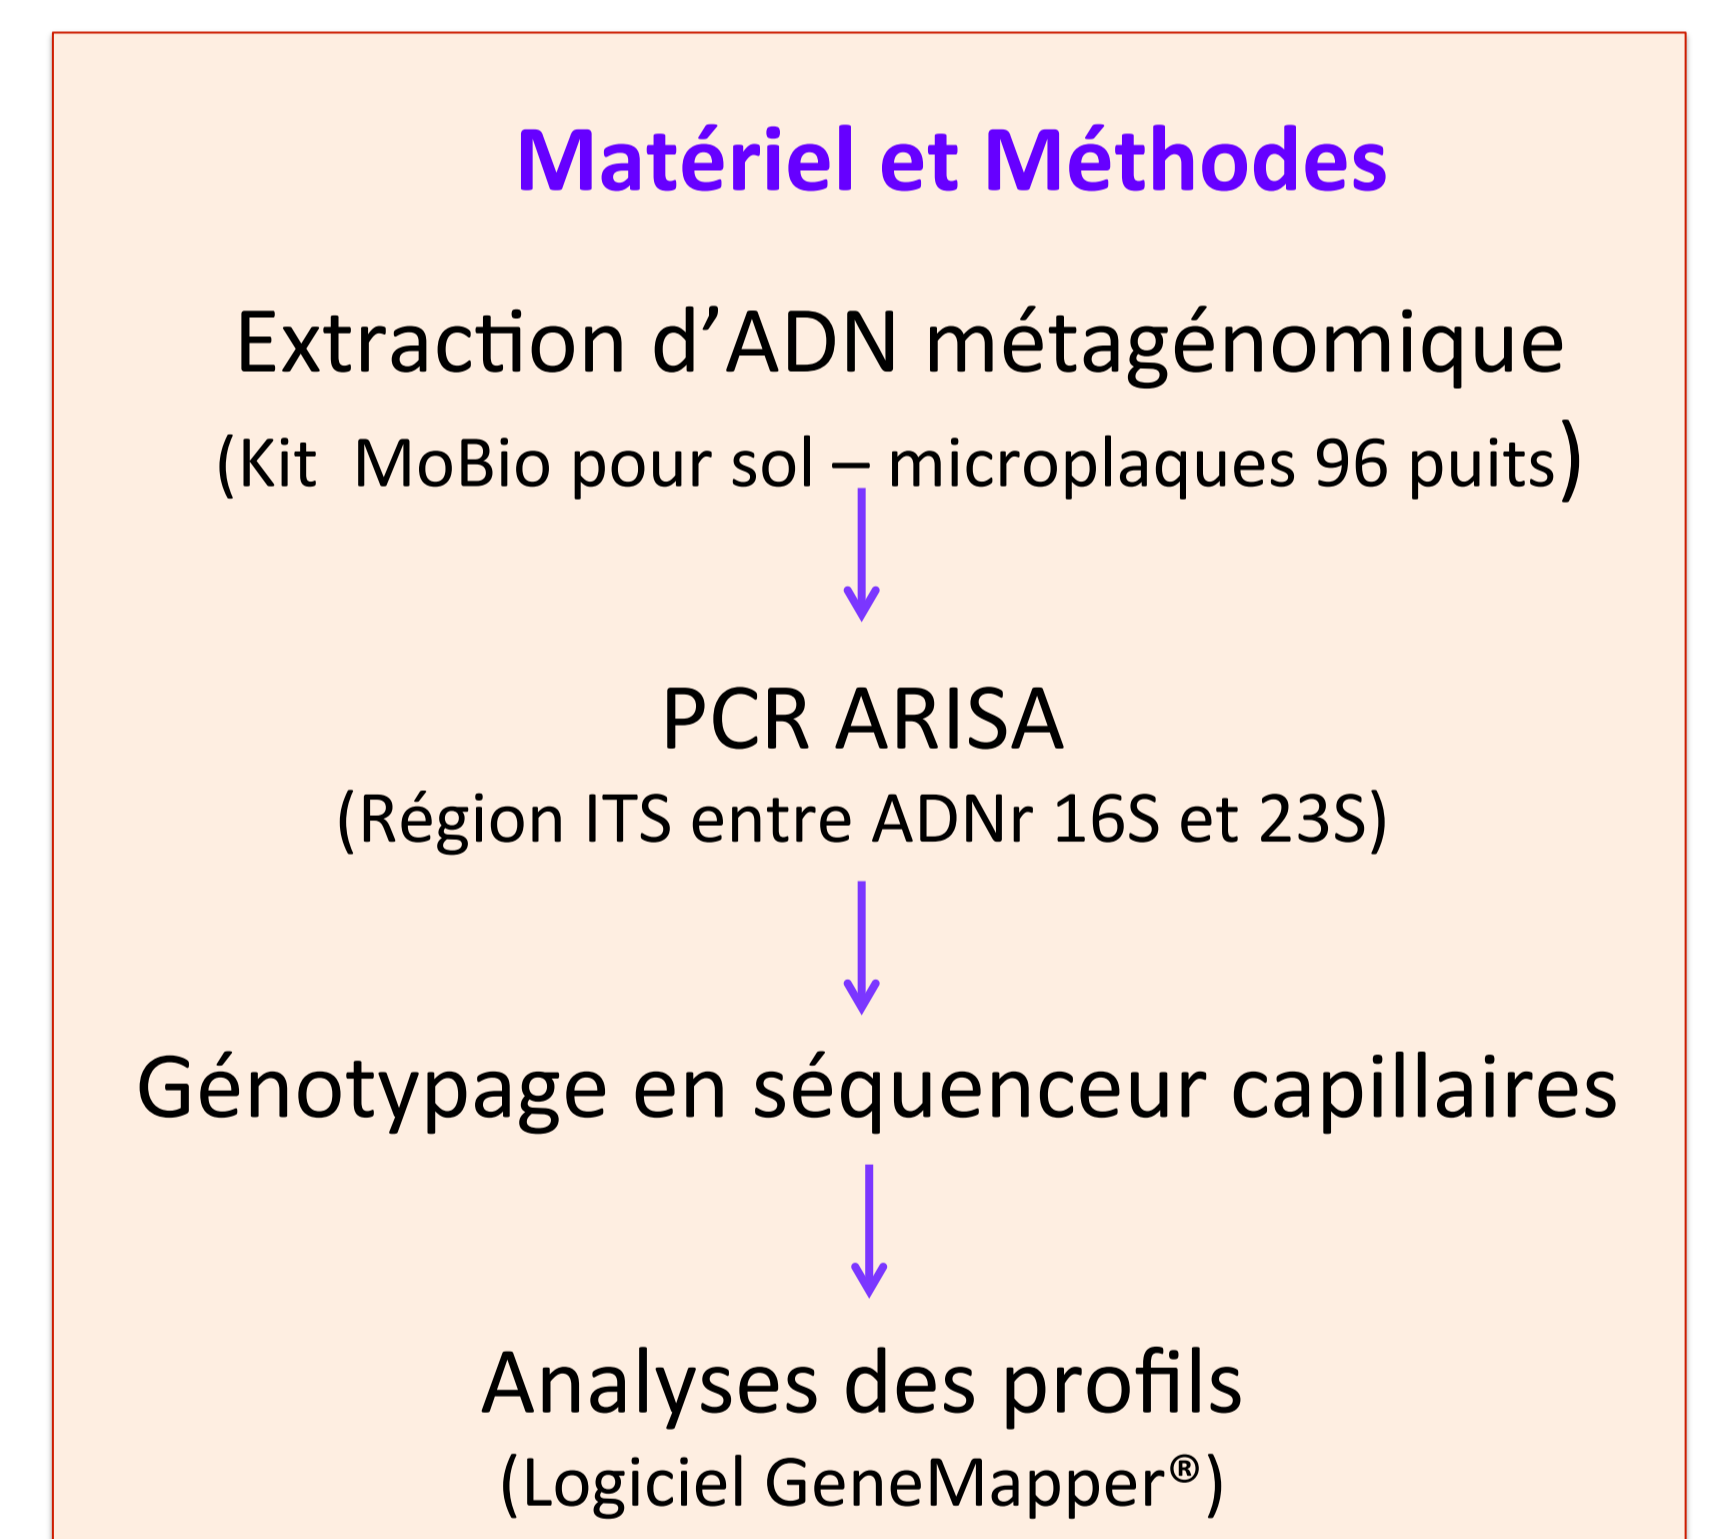 Matériel et Méthodes
Extraction d’ADN métagénomique
(Kit  MoBio pour sol – microplaques 96 puits)
PCR ARISA
(Région ITS entre ADNr 16S et 23S)
Génotypage en séquenceur capillaires
Analyses des profils
(Logiciel GeneMapper®)